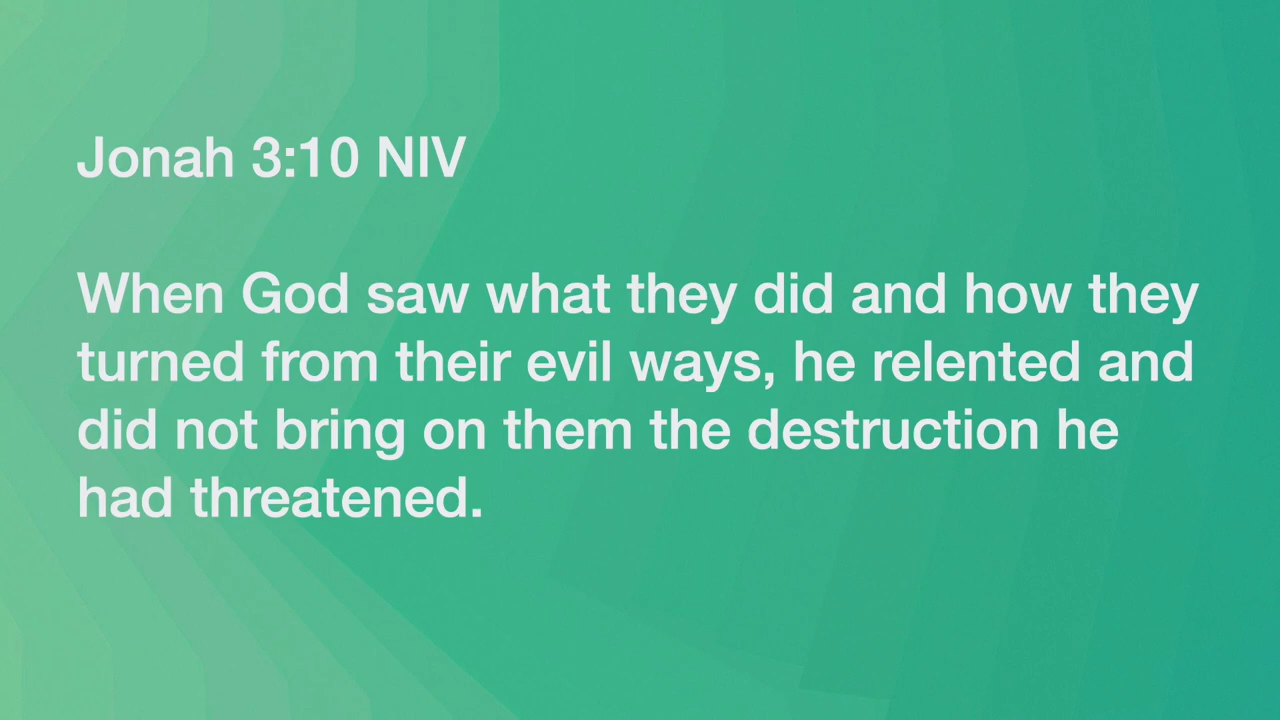 Jonah 3:10 NIV
When God saw what they did and how they
turned from their evil ways, he relented and
did not bring on them the destruction he
had threatened.